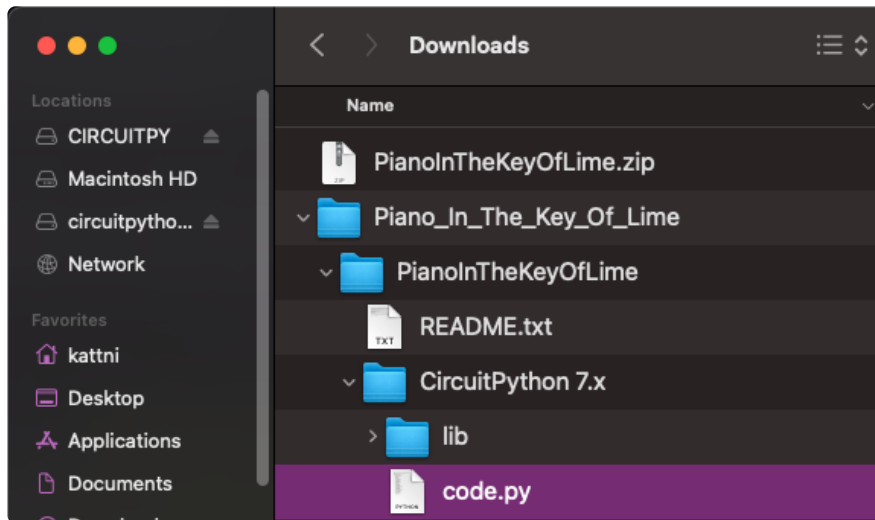 Downloads
Locations
CIRCUITPY
Macintosh HD
circuitpytho...
Network
Favorites
kattni
Desktop
Applications
Documents
Name
PianoInTheKeyOfLime.zip
Piano_In_The_Key_Of_Lime
PianoInTheKeyOfLime
README.txt
CircuitPython 7.x
lib
code.py
ZIP
TXT
PYTHON